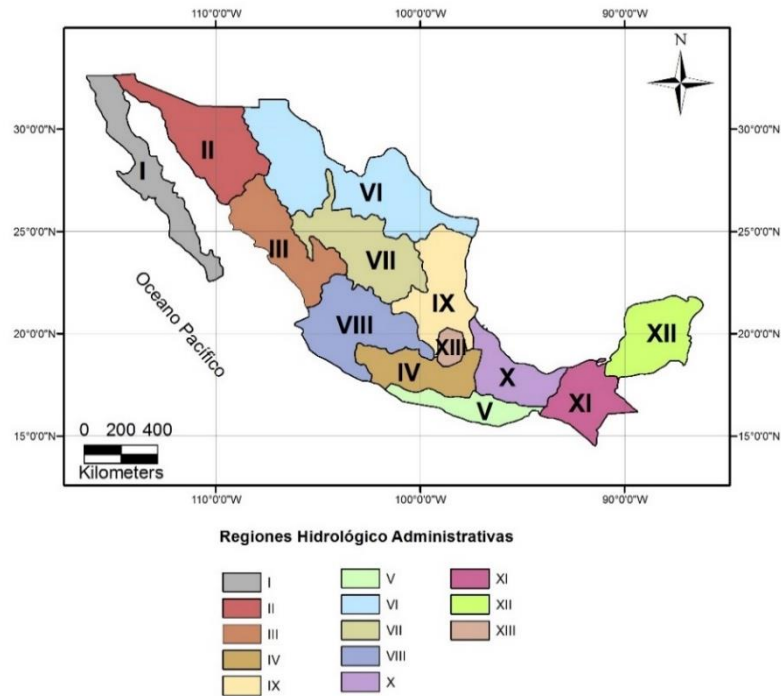 110°0'0"W 100°0'0"W 90°0'0"W
N
30°0'0"N 30°0'0"N
II
I
VI
25°0'0"N 25°0'0"N
III
VII
Oceano Pacífico
IX
20°0'0"N XII 20°0'0"N
VIII
XIII
IV
X
XI
V
15°0'0"N 15°0'0"N
0 200 400
Kilometers
110°0'0"W 100°0'0"W 90°0'0"W
Regiones Hidrológico Administrativas
I
II
III
IV
IX
V
VI
VII
VIII
X
XI
XII
XIII